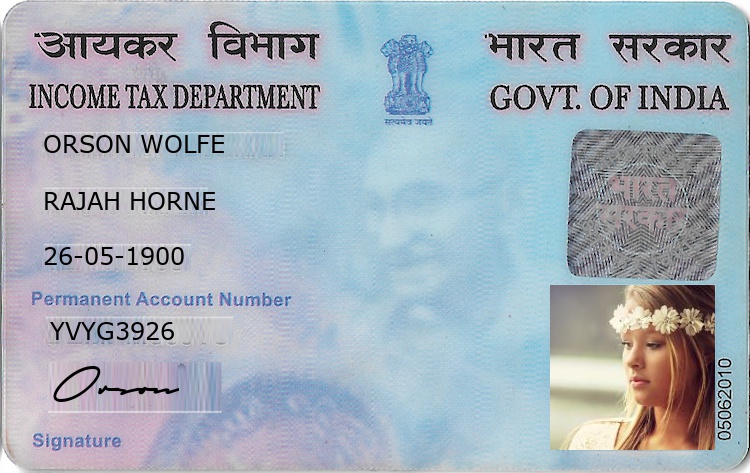 आयकर विभाग
भारत सरकार
INCOME TAX DEPARTMENT
GOVT. OF INDIA
सत्यमेव जयते
ORSON WOLFE
भारत
सरकार
RAJAH HORNE
26-05-1900
Permanent Account Number
YVYG3926
Orson
05062010
Signature